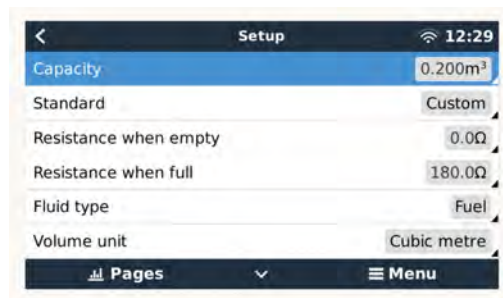 Setup 12:29
Capacity 0.200m³
Standard Custom
Resistance when empty 0.0Ω
Resistance when full 180.0Ω
Fluid type Fuel
Volume unit Cubic metre
Pages Menu